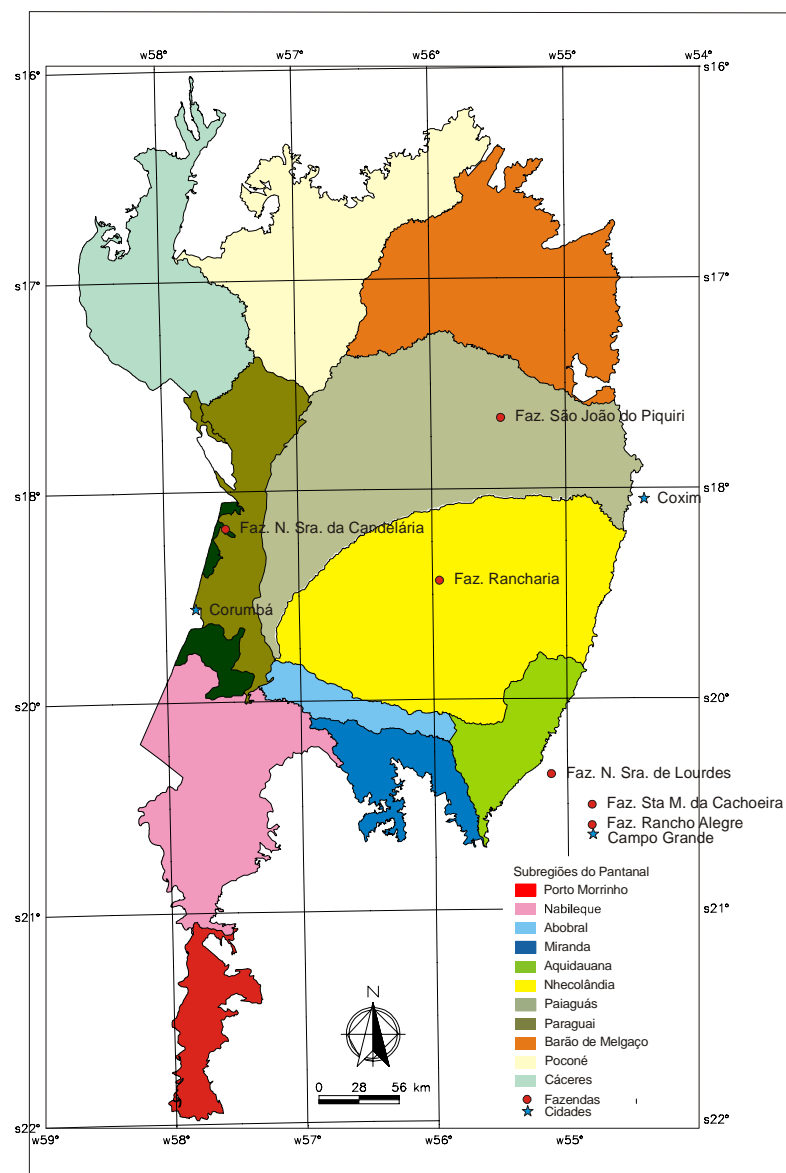 w58° w57° w56° w55° w54°
s16° s16°
s17° s17°
Faz. São João do Piquiri
s18° s18°
Coxim
Faz. N. Sra. da Candelária
Faz. Rancharia
Corumbá
s20° s20°
Faz. N. Sra. de Lourdes
Faz. Sta M. da Cachoeira
Faz. Rancho Alegre
Campo Grande
Subregiões do Pantanal
Porto Morrinho
Nabileque
s21° s21°
Abobral
Miranda
Aquidauana
Nhecolândia
N
Paiaguás
Paraguai
Barão de Melgaço
Poconé
Cáceres
0 28 56 km
Fazendas
Cidades
s22° s22°
w59° w58° w57° w56° w55°